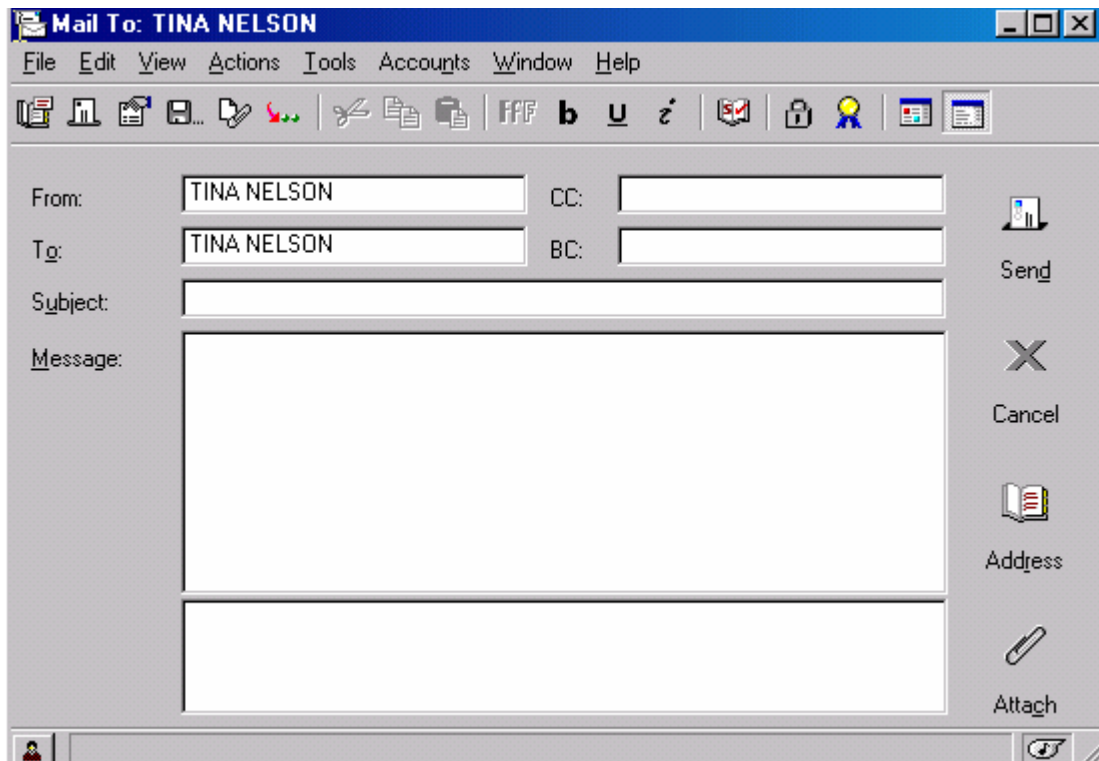 Mail To: TINA NELSON
File Edit View Actions Tools Accounts Window Help
FfF b u i
From: TINA NELSON CC:
To: TINA NELSON BC:
Subject:
Message:
Send
Cancel
Address
Attach